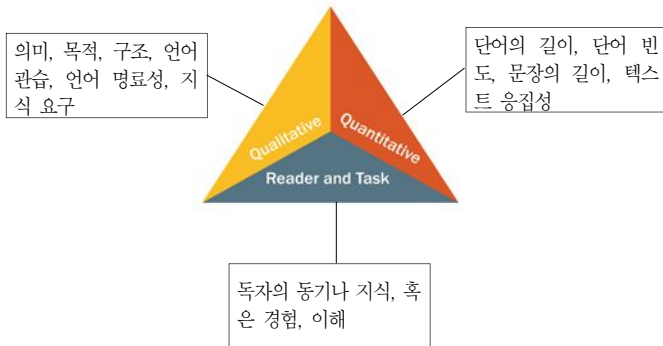 의미, 목적, 구조, 언어
관습, 언어 명료성, 지
식 요구
단어의 길이, 단어 빈
도, 문장의 길이, 텍스
트 응집성
Qualitative
Quantitative
Reader and Task
독자의 동기나 지식, 혹
은 경험, 이해